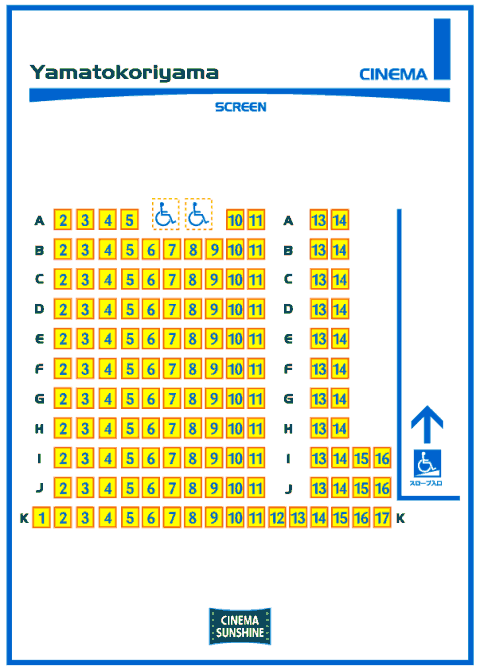 Yamatokoriyama
CINEMA 1
SCREEN
A 2 3 4 5 10 11 A 13 14
B 2 3 4 5 6 7 8 9 10 11 B 13 14
C 2 3 4 5 6 7 8 9 10 11 C 13 14
D 2 3 4 5 6 7 8 9 10 11 D 13 14
E 2 3 4 5 6 7 8 9 10 11 E 13 14
F 2 3 4 5 6 7 8 9 10 11 F 13 14
G 2 3 4 5 6 7 8 9 10 11 G 13 14
H 2 3 4 5 6 7 8 9 10 11 H 13 14
I 2 3 4 5 6 7 8 9 10 11 I 13 14 15 16
J 2 3 4 5 6 7 8 9 10 11 J 13 14 15 16
スロープ入口
K 1 2 3 4 5 6 7 8 9 10 11 12 13 14 15 16 17 K
CINEMA
SUNSHINE